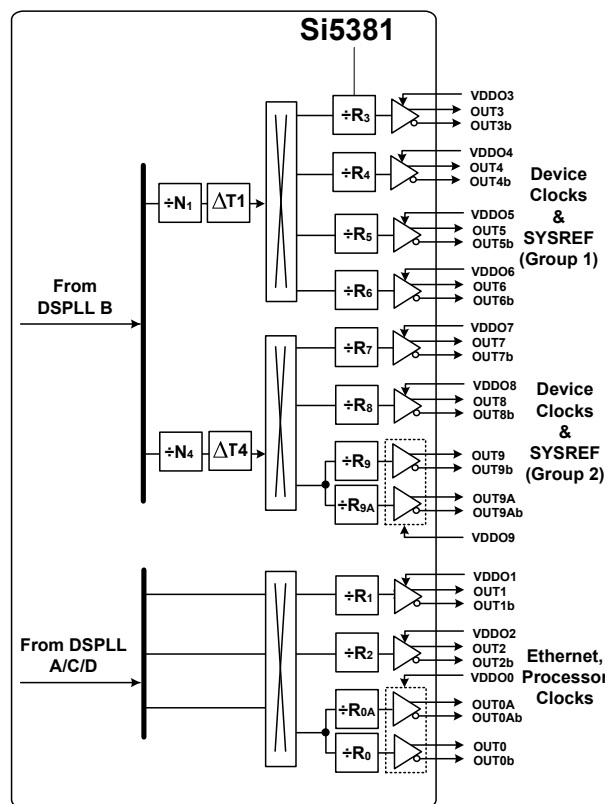 Si5381
÷R3
VDDO3
OUT3
OUT3b
÷R4
VDDO4
OUT4
OUT4b
÷N1
ΔT1
÷R5
VDDO5
OUT5
OUT5b
÷R6
VDDO6
OUT6
OUT6b
Device
Clocks
&
SYSREF
(Group 1)
From
DSPLL B
÷R7
VDDO7
OUT7
OUT7b
÷R8
VDDO8
OUT8
OUT8b
÷N4
ΔT4
÷R9
OUT9
OUT9b
÷R9A
OUT9A
OUT9Ab
VDDO9
Device
Clocks
&
SYSREF
(Group 2)
÷R1
VDDO1
OUT1
OUT1b
From DSPLL
A/C/D
÷R2
VDDO2
OUT2
OUT2b
VDDO0
÷R0A
OUT0A
OUT0Ab
÷R0
OUT0
OUT0b
Ethernet,
Processor
Clocks